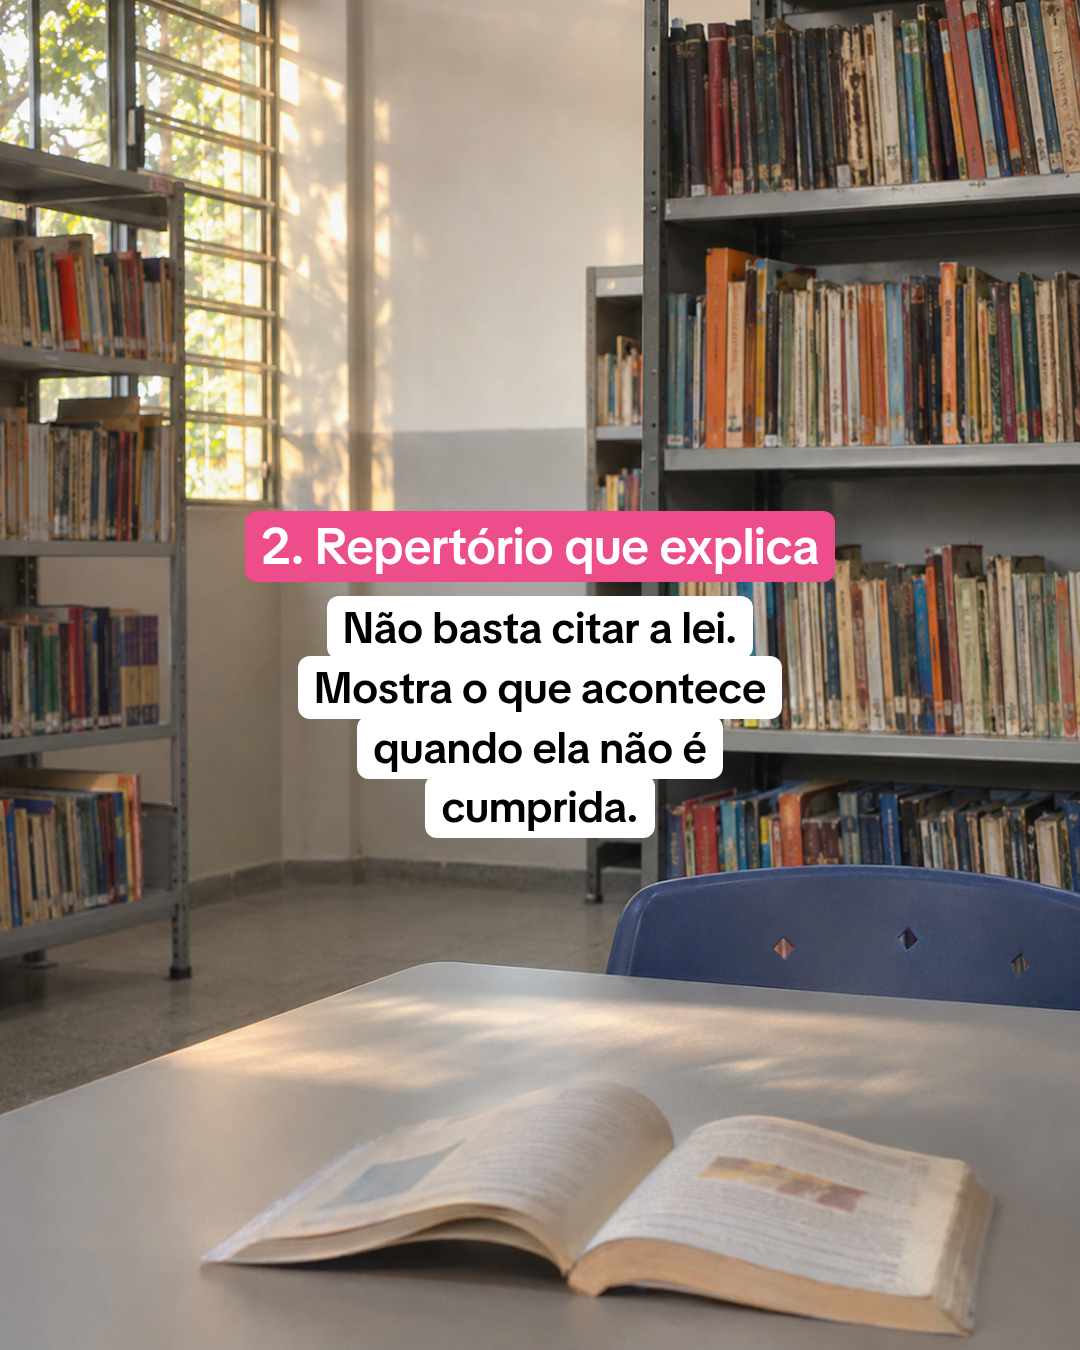 2. Repertório que explica
Não basta citar a lei.
Mostra o que acontece
quando ela não é
cumprida.